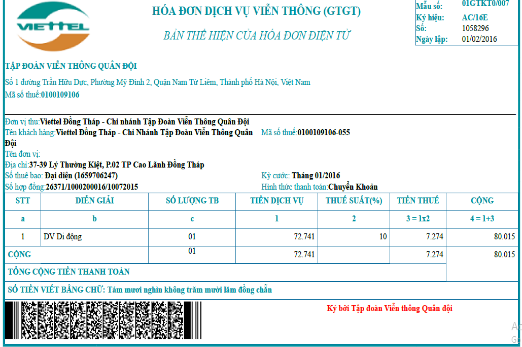 VIETTEL
HÓA ĐƠN DỊCH VỤ VIỄN THÔNG (GTGT)
BẢN THỂ HIỆN CỦA HÓA ĐƠN ĐIỆN TỬ
Mẫu số: 01GTKT0/007
Ký hiệu: AC/16E
Số: 1058296
Ngày lập: 01/02/2016
TẬP ĐOÀN VIỄN THÔNG QUÂN ĐỘI
Số 1 đường Trần Hữu Dực, Phường Mỹ Đình 2, Quận Nam Từ Liêm, Thành phố Hà Nội, Việt Nam
Mã số thuế:0100109106
Đơn vị thu:Viettel Đồng Tháp - Chi nhánh Tập Đoàn Viễn Thông Quân Đội
Tên khách hàng:Viettel Đồng Tháp - Chi Nhánh Tập Đoàn Viễn Thông Quân Đội Mã số thuế:0100109106-055
Tên đơn vị:
Địa chỉ:37-39 Lý Thường Kiệt, P.02 TP Cao Lãnh Đồng Tháp
Số thuê bao: Đại diện (1659706247) Kỳ cước: Tháng 01/2016
Số hợp đồng:26371/1000200016/10072015 Hình thức thanh toán:Chuyển Khoản
STT DIỄN GIẢI SỐ LƯỢNG TB TIỀN DỊCH VỤ THUẾ SUẤT(%) TIỀN THUẾ CỘNG
a b c 1 2 3 = 1x2 4 = 1+3
1 DV Di động 01 72.741 10 7.274 80.015
CỘNG 01 72.741 7.274 80.015
TỔNG CỘNG TIỀN THANH TOÁN
SỐ TIỀN VIẾT BẰNG CHỮ: Tám mươi nghìn không trăm mười lăm đồng chẵn
Ký bởi Tập đoàn Viễn thông Quân đội